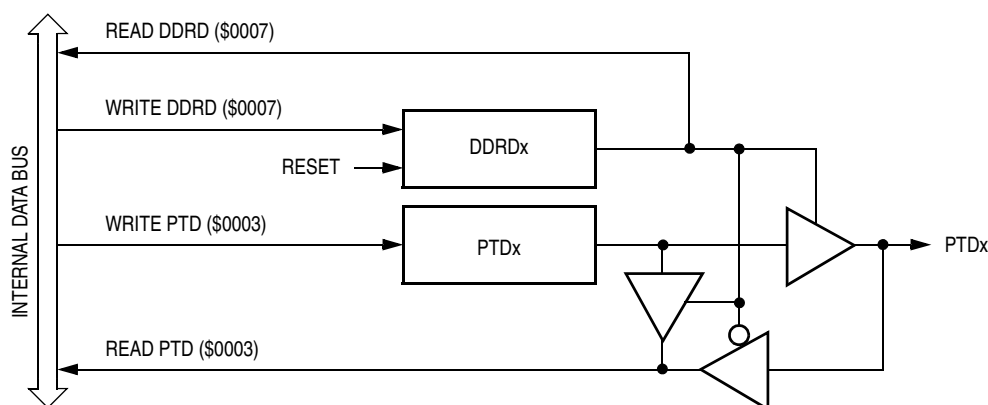 READ DDRD ($0007)
WRITE DDRD ($0007)
DDRDx
RESET
INTERNAL DATA BUS
WRITE PTD ($0003)
PTDx
PTDx
READ PTD ($0003)